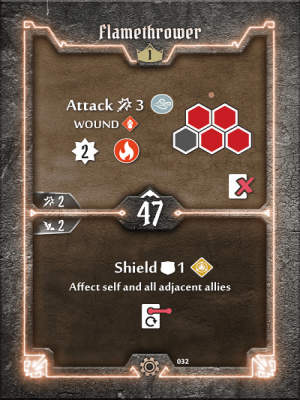 Flamethrower
1
Attack 3
WOUND
2
2
47
2
Shield 1
Affect self and all adjacent allies
032